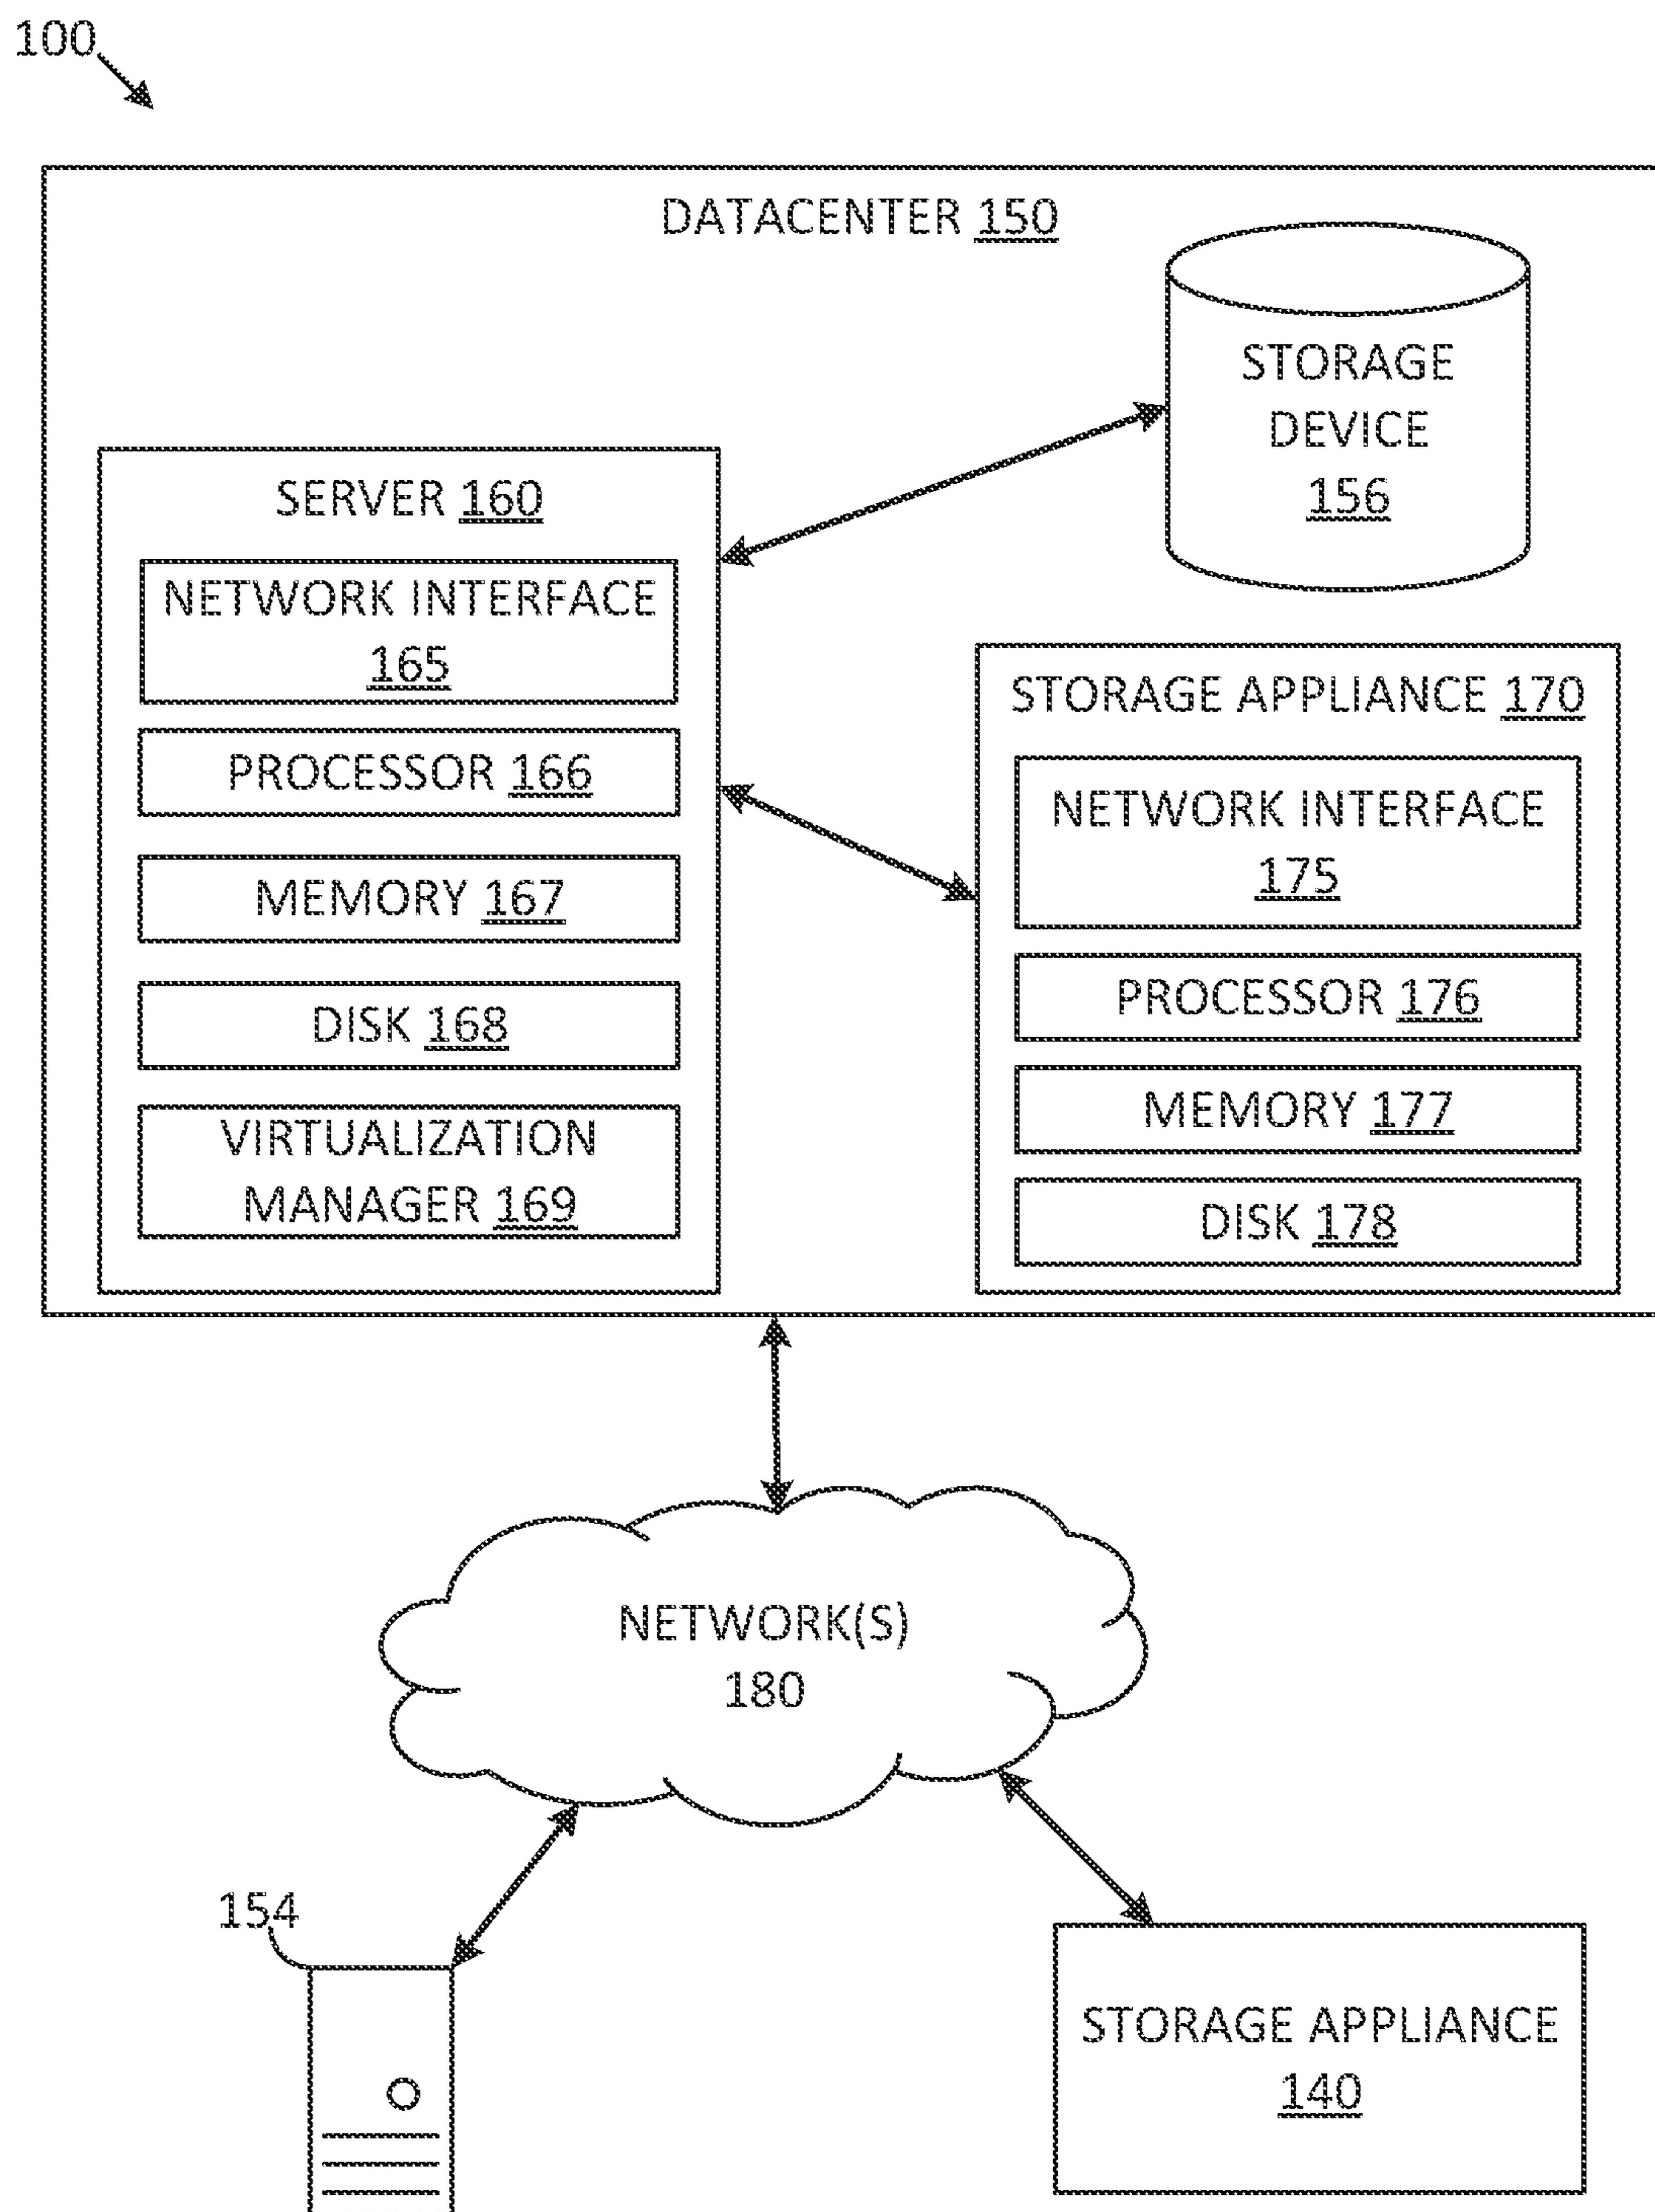 100
DATACENTER 150
STORAGE
DEVICE
156
SERVER 160
NETWORK INTERFACE
165
PROCESSOR 166
MEMORY 167
DISK 168
VIRTUALIZATION
MANAGER 169
STORAGE APPLIANCE 170
NETWORK INTERFACE
175
PROCESSOR 176
MEMORY 177
DISK 178
NETWORK(S)
180
154
STORAGE APPLIANCE
140